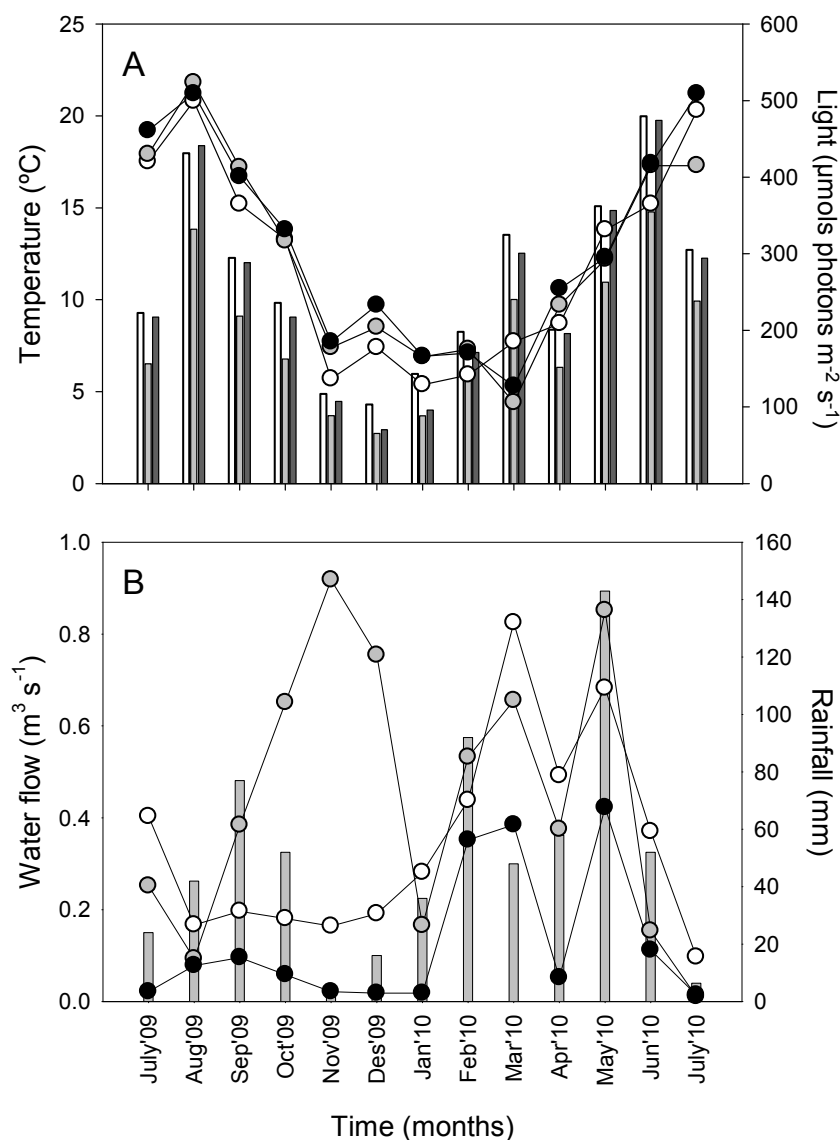 A
Temperature (ºC)
25
20
15
10
5
0
600
500
400
300
200
100
0
Light (µmols photons m⁻² s⁻¹)
B
Water flow (m³ s⁻¹)
1.0
0.8
0.6
0.4
0.2
0.0
160
140
120
100
80
60
40
20
0
Rainfall (mm)
July'09
Aug'09
Sep'09
Oct'09
Nov'09
Des'09
Jan'10
Feb'10
Mar'10
Apr'10
May'10
Jun'10
July'10
Time (months)